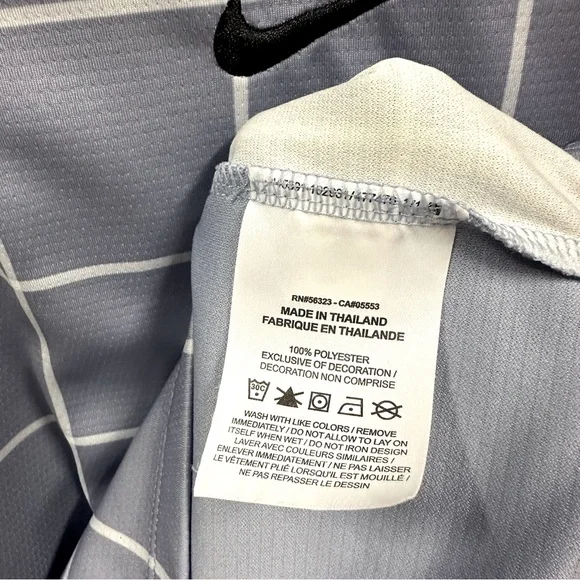 RN#56323 - CA#05553
MADE IN THAILAND
FABRIQUE EN THAILANDE
100% POLYESTER
EXCLUSIVE OF DECORATION /
DECORATION NON COMPRISE
30C
WASH WITH LIKE COLORS / REMOVE
IMMEDIATELY / DO NOT ALLOW TO LAY ON
ITSELF WHEN WET / DO NOT IRON DESIGN
LAVER AVEC COULEURS SIMILAIRES /
ENLEVER IMMEDIATEMENT / NE PAS LAISSER
LE VÊTEMENT PLIÉ LORSQU'IL EST MOUILLÉ /
NE PAS REPASSER LE DESSIN